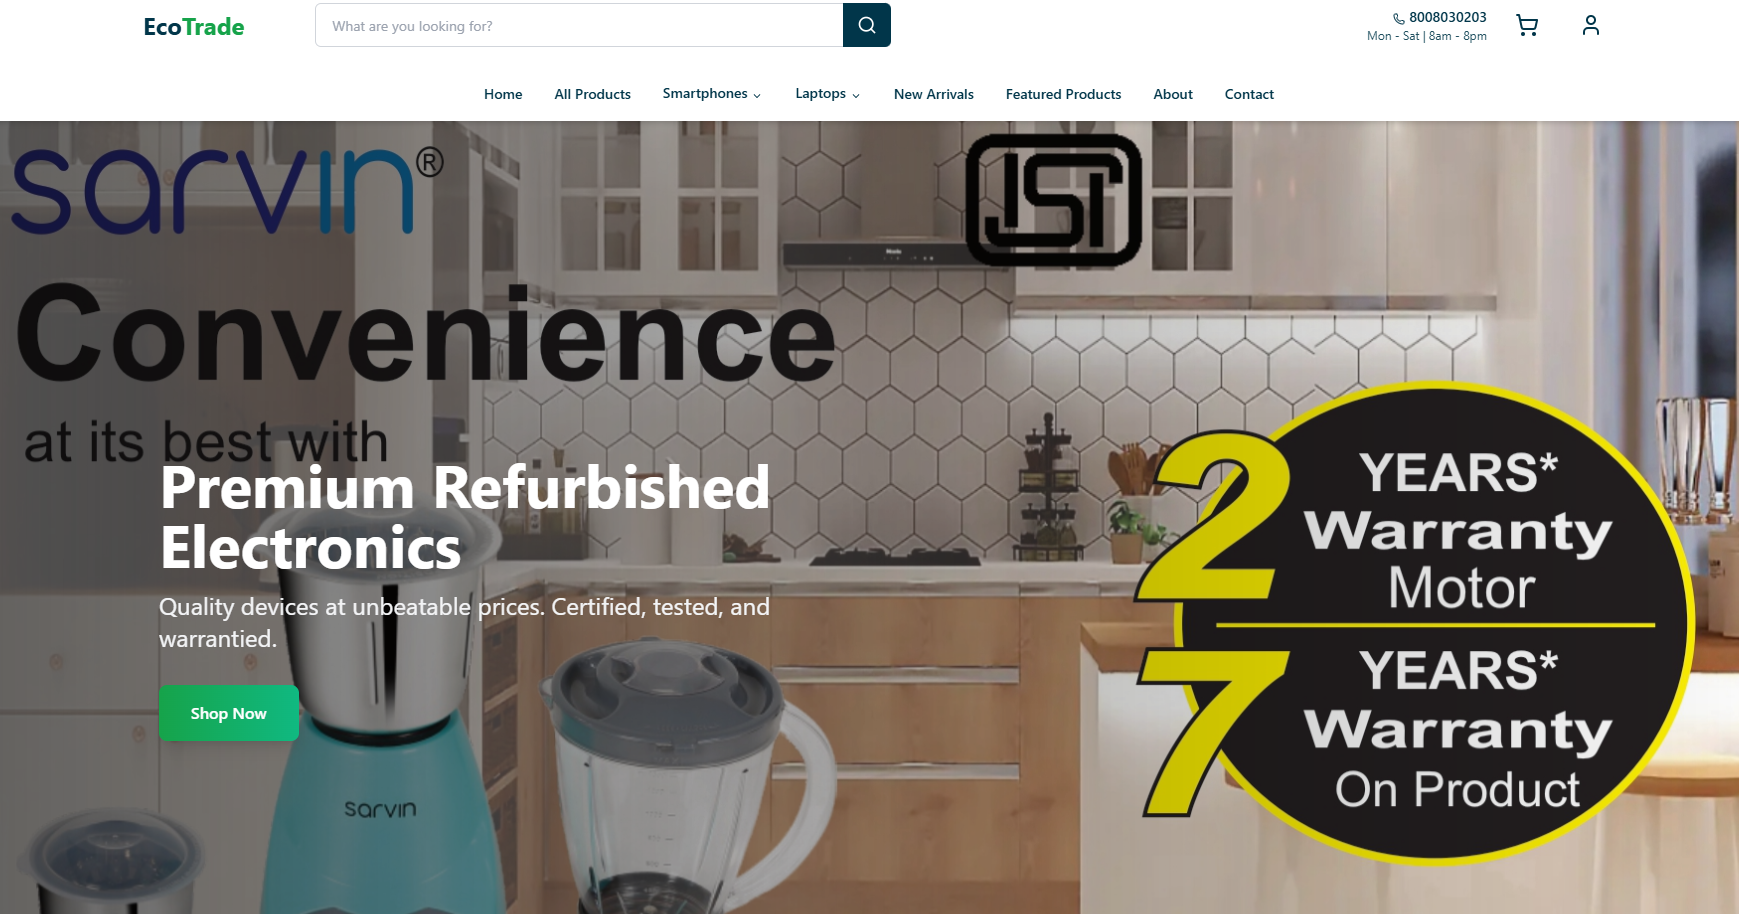 EcoTrade
What are you looking for?
8008030203
Mon - Sat | 8am - 8pm
Home
All Products
Smartphones
Laptops
New Arrivals
Featured Products
About
Contact
sarvin®
ISI
Convenience
at its best with
Premium Refurbished
Electronics
Quality devices at unbeatable prices. Certified, tested, and
warrantied.
Shop Now
sarvin
2 YEARS*
Warranty
Motor
7 YEARS*
Warranty
On Product